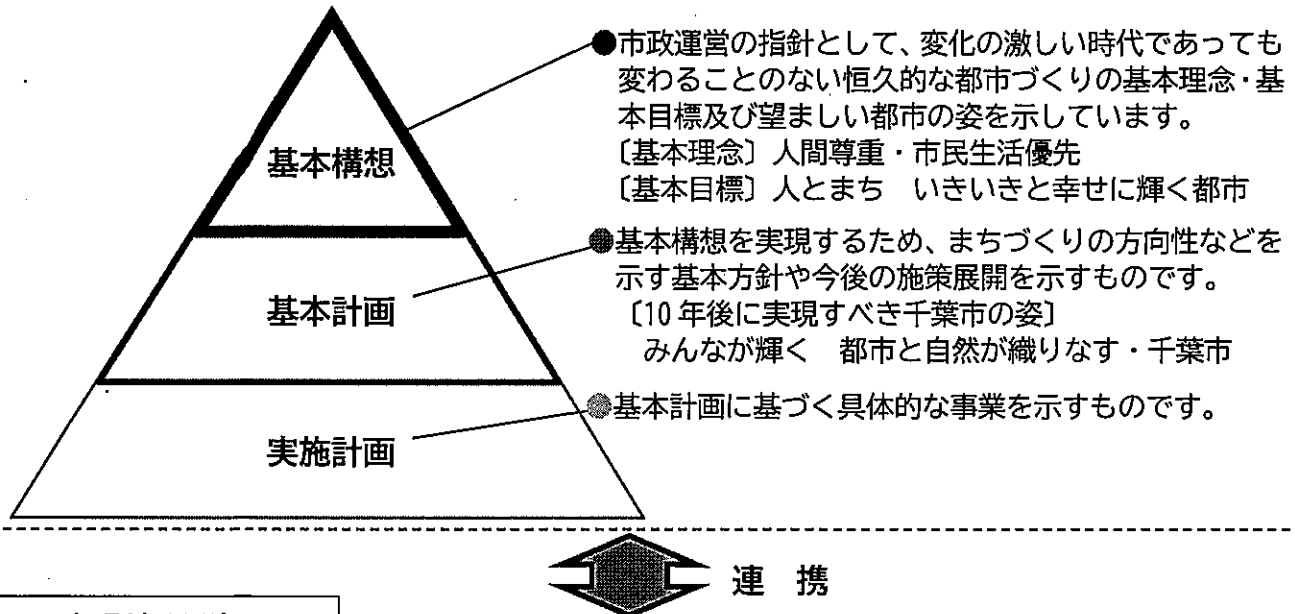 ●市政運営の指針として、変化の激しい時代であっても
変わることのない恒久的な都市づくりの基本理念・基
本目標及び望ましい都市の姿を示しています。
〔基本理念〕人間尊重・市民生活優先
〔基本目標〕人とまち　いきいきと幸せに輝く都市
基本構想
●基本構想を実現するため、まちづくりの方向性などを
示す基本方針や今後の施策展開を示すものです。
〔10年後に実現すべき千葉市の姿〕
みんなが輝く　都市と自然が織りなす・千葉市
基本計画
●基本計画に基づく具体的な事業を示すものです。
実施計画
連　携